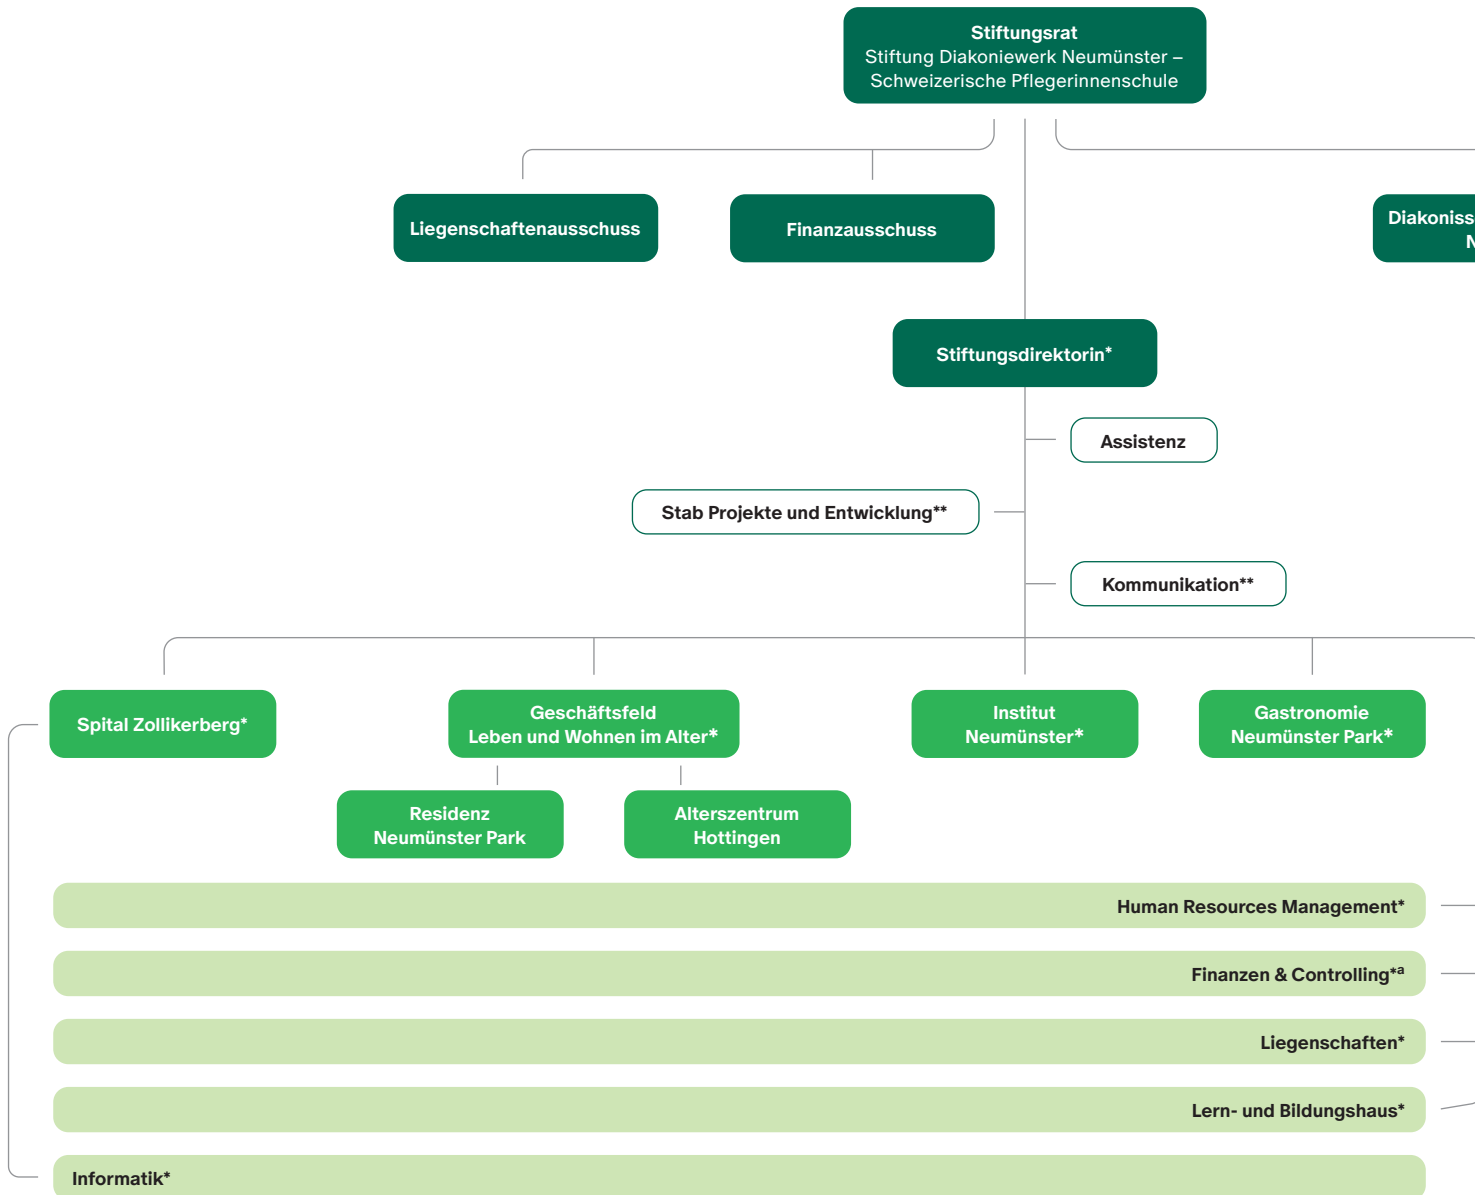 Stiftungsrat
Stiftung Diakoniewerk Neumünster –
Schweizerische Pflegerinnenschule
Liegenschaftenausschuss
Finanzausschuss
Stiftungsdirektorin*
Assistenz
Stab Projekte und Entwicklung**
Kommunikation**
Spital Zollikerberg*
Geschäftsfeld
Leben und Wohnen im Alter*
Institut
Neumünster*
Gastronomie
Neumünster Park*
Residenz
Neumünster Park
Alterszentrum
Hottingen
Human Resources Management*
Finanzen & Controlling*a
Liegenschaften*
Lern- und Bildungshaus*
Informatik*